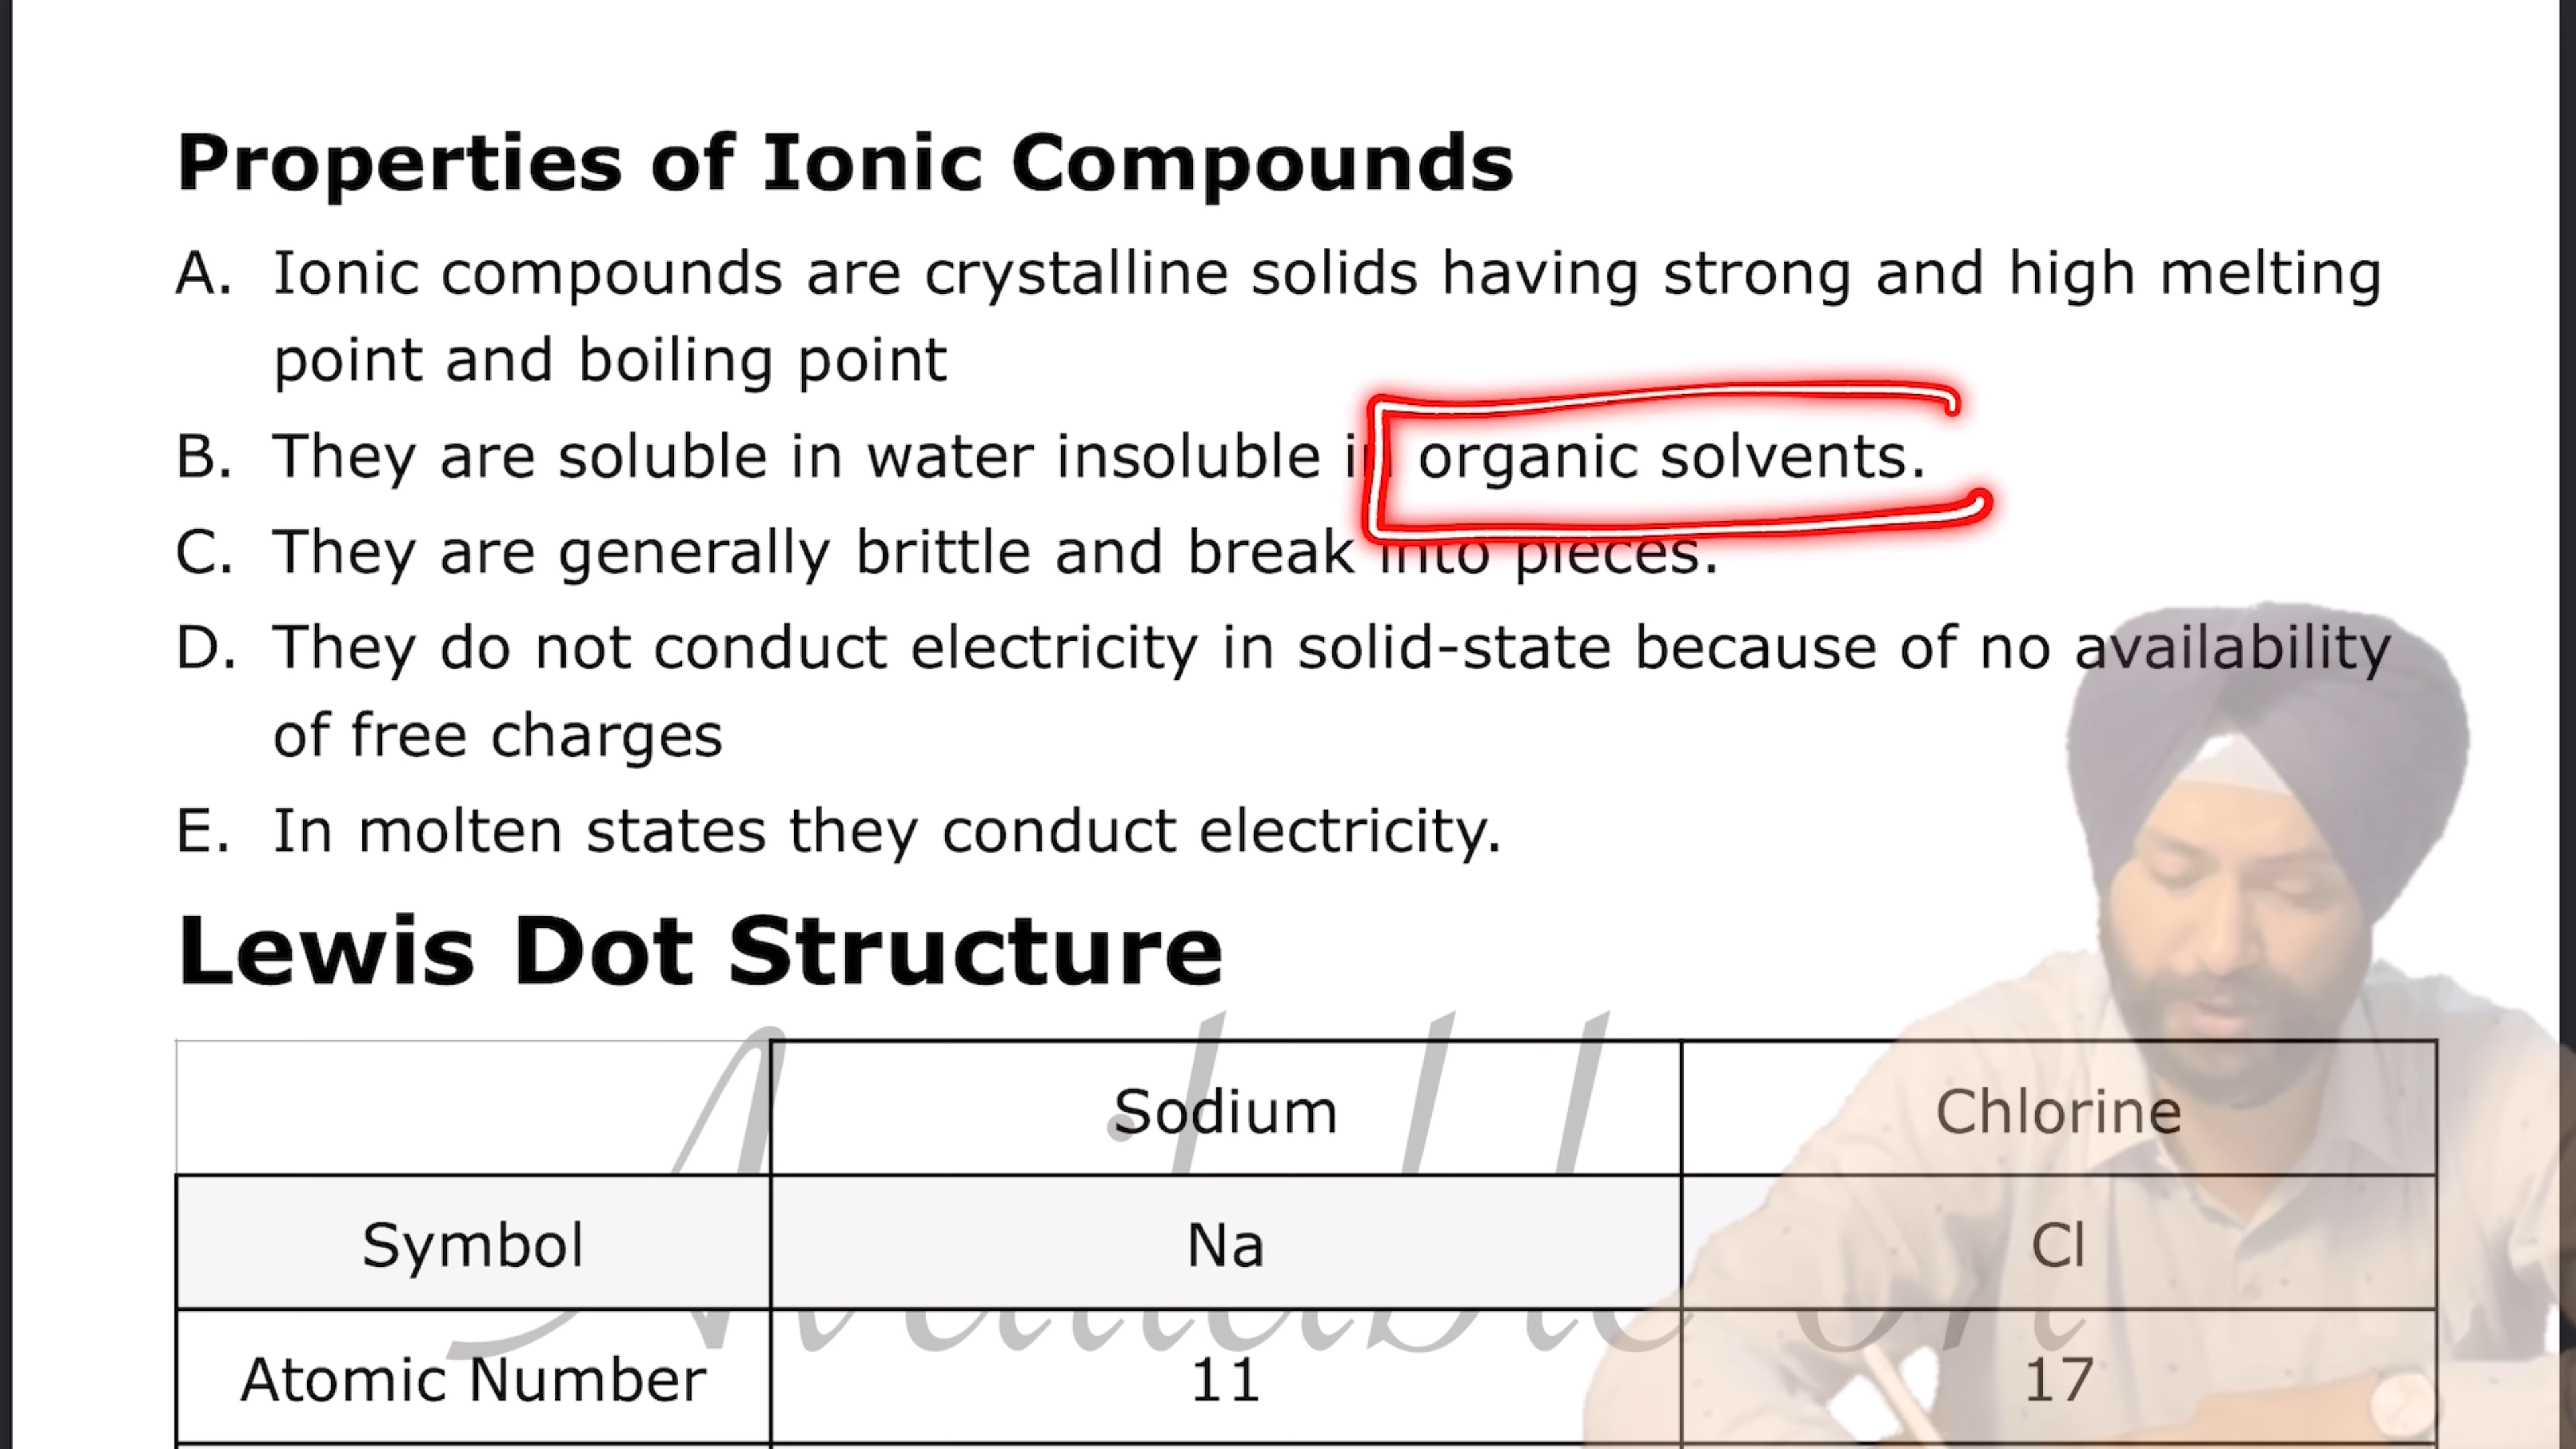 Properties of Ionic Compounds
A. Ionic compounds are crystalline solids having strong and high melting
point and boiling point
B. They are soluble in water insoluble in organic solvents.
C. They are generally brittle and break into pieces.
D. They do not conduct electricity in solid-state because of no availability
of free charges
E. In molten states they conduct electricity.
Lewis Dot Structure
Sodium Chlorine
Symbol Na Cl
Atomic Number 11 17